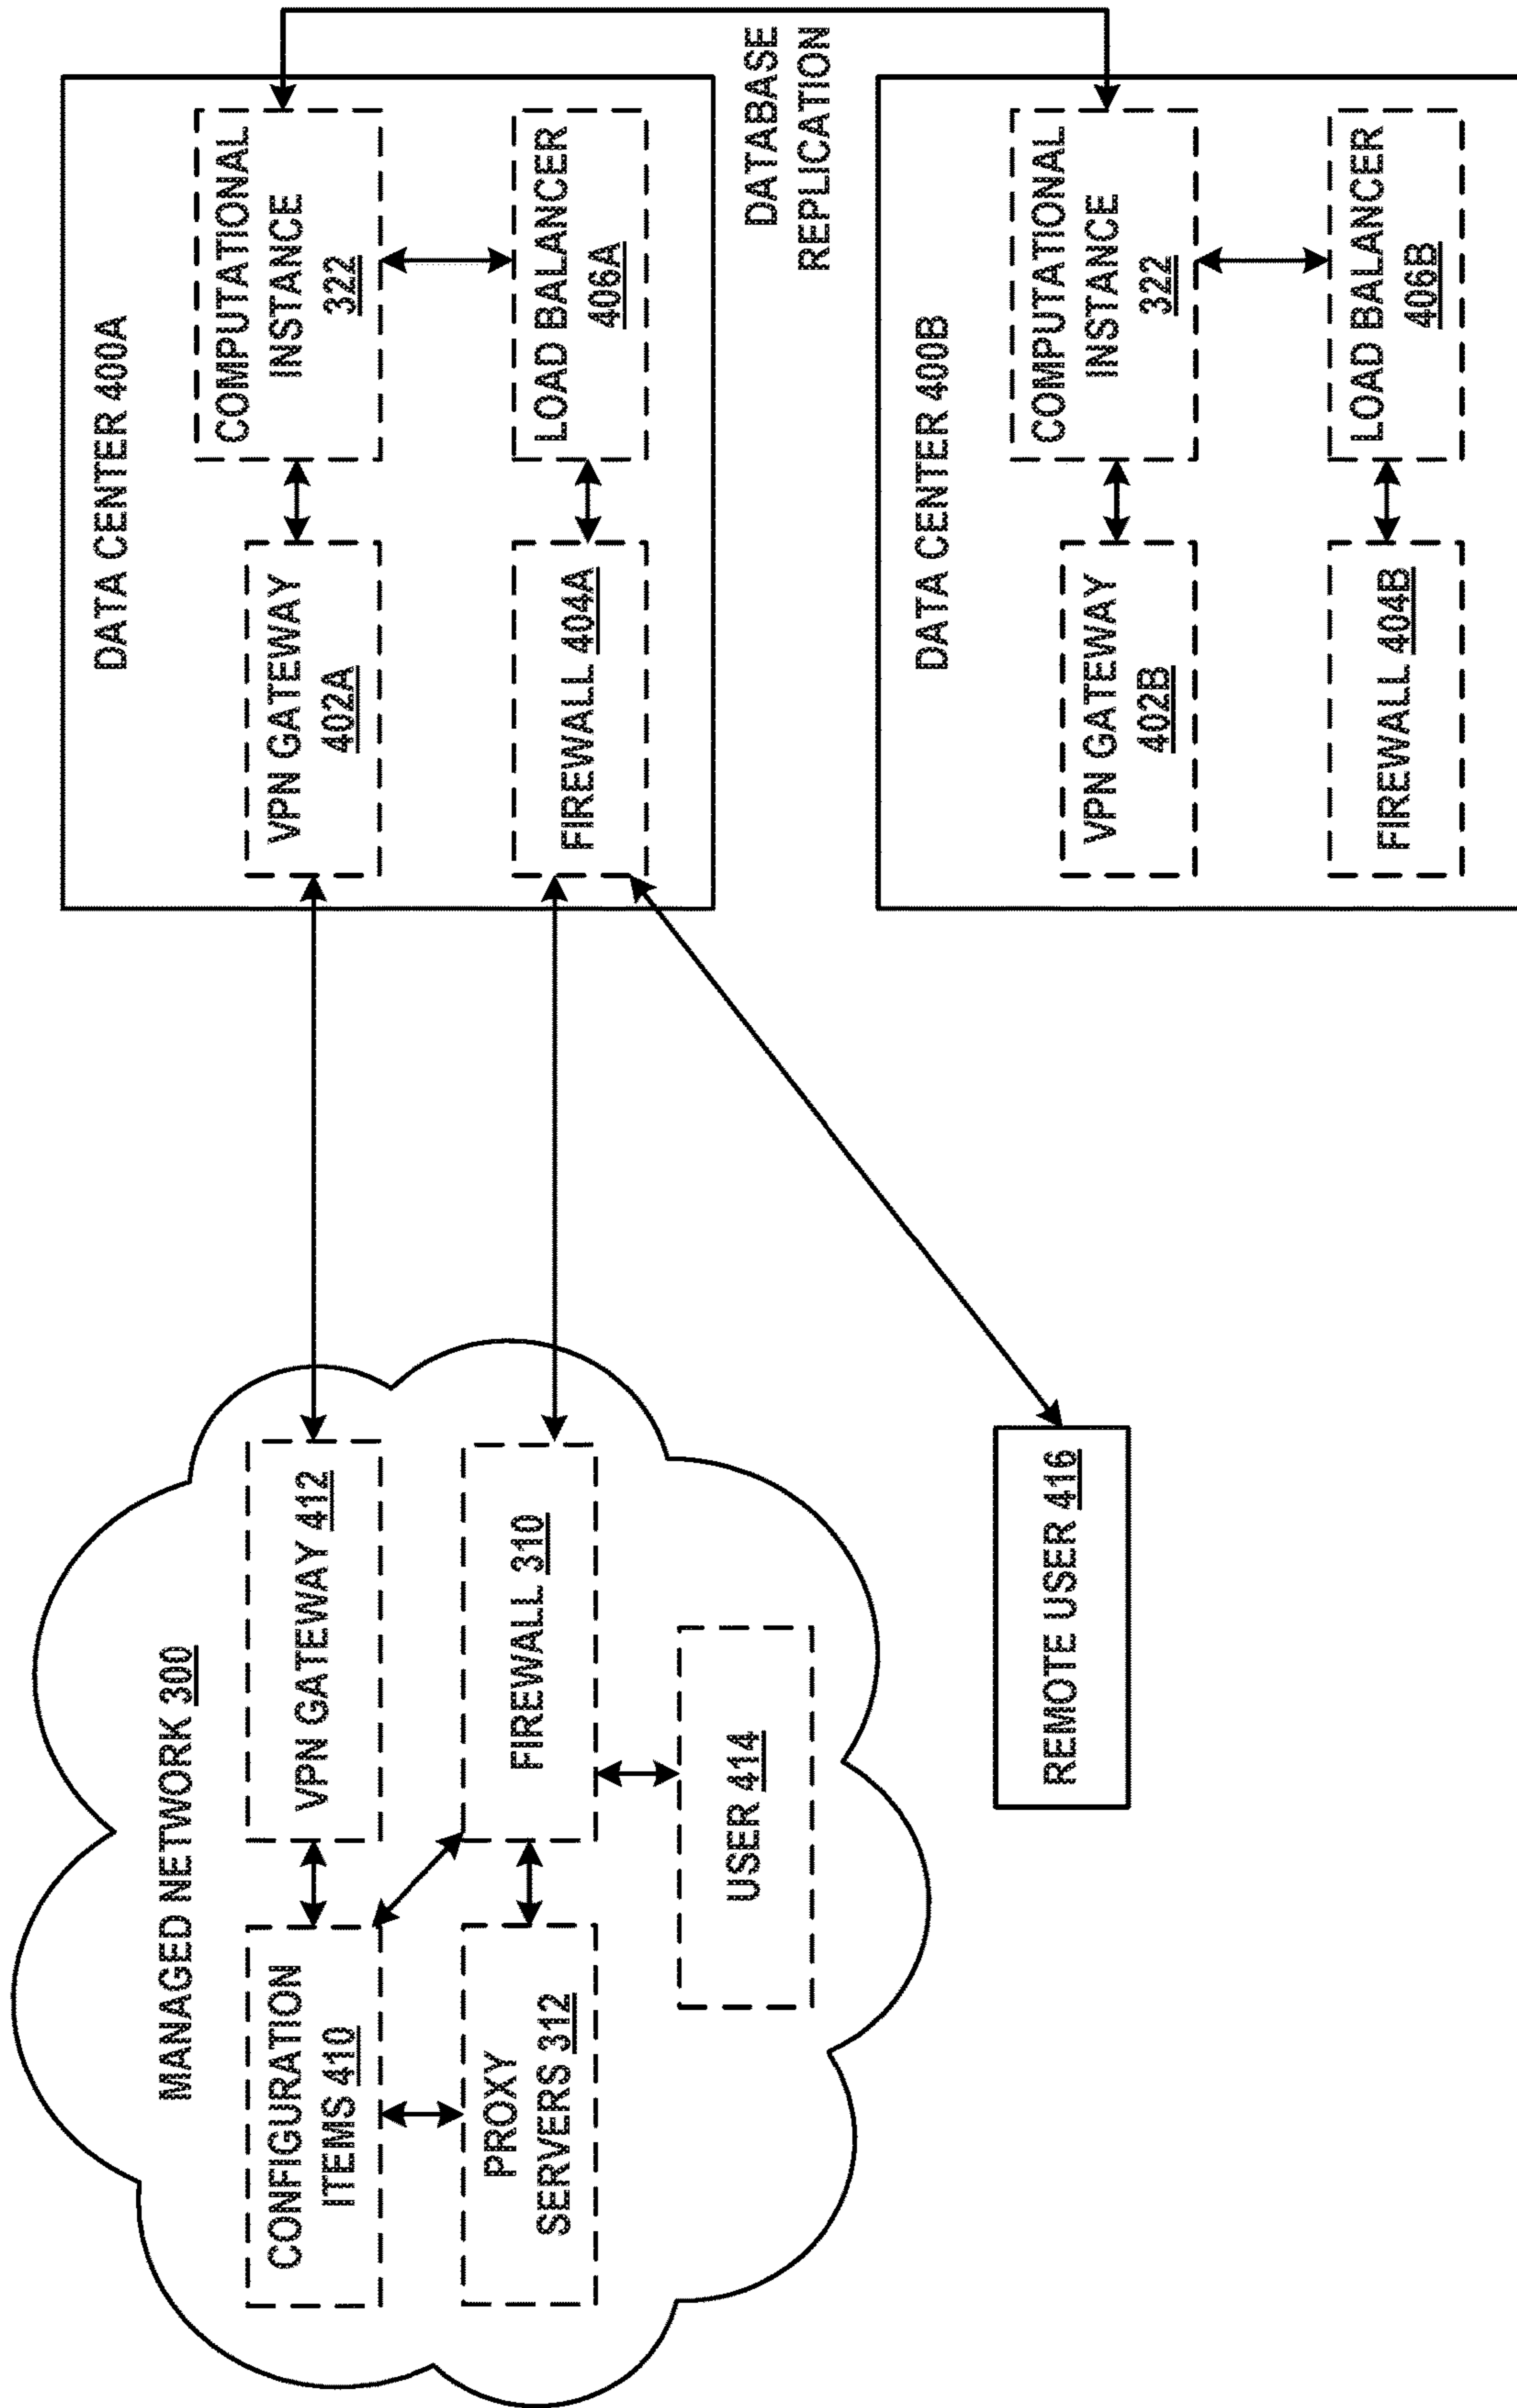 MANAGED NETWORK 300
CONFIGURATION
ITEMS 410
VPN GATEWAY 412
PROXY
SERVERS 312
FIREWALL 310
USER 414
REMOTE USER 416
DATA CENTER 400A
VPN GATEWAY
402A
COMPUTATIONAL
INSTANCE
322
FIREWALL 404A
LOAD BALANCER
406A
DATABASE
REPLICATION
DATA CENTER 400B
VPN GATEWAY
402B
COMPUTATIONAL
INSTANCE
322
FIREWALL 404B
LOAD BALANCER
406B